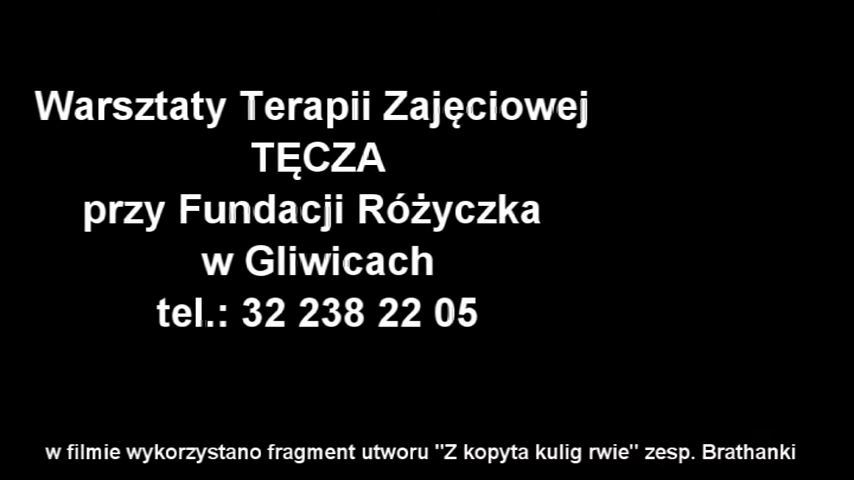 Warsztaty Terapii Zajęciowej
TĘCZA
przy Fundacji Różyczka
w Gliwicach
tel.: 32 238 22 05
w filmie wykorzystano fragment utworu "Z kopyta kulig rwie" zesp. Brathanki